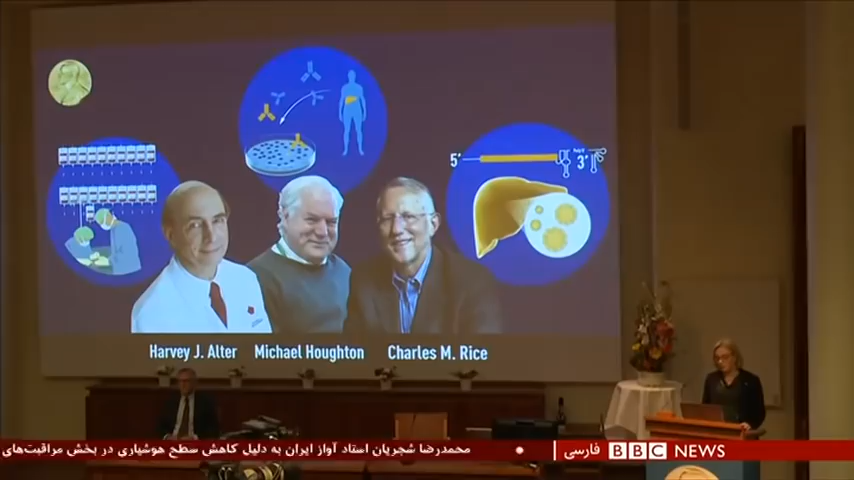 5′ 3′
Harvey J. Alter Michael Houghton Charles M. Rice
محمدرضا شجریان استاد آواز ایران به دلیل کاهش سطح هوشیاری در بخش مراقبت‌های
BBC NEWS فارسی